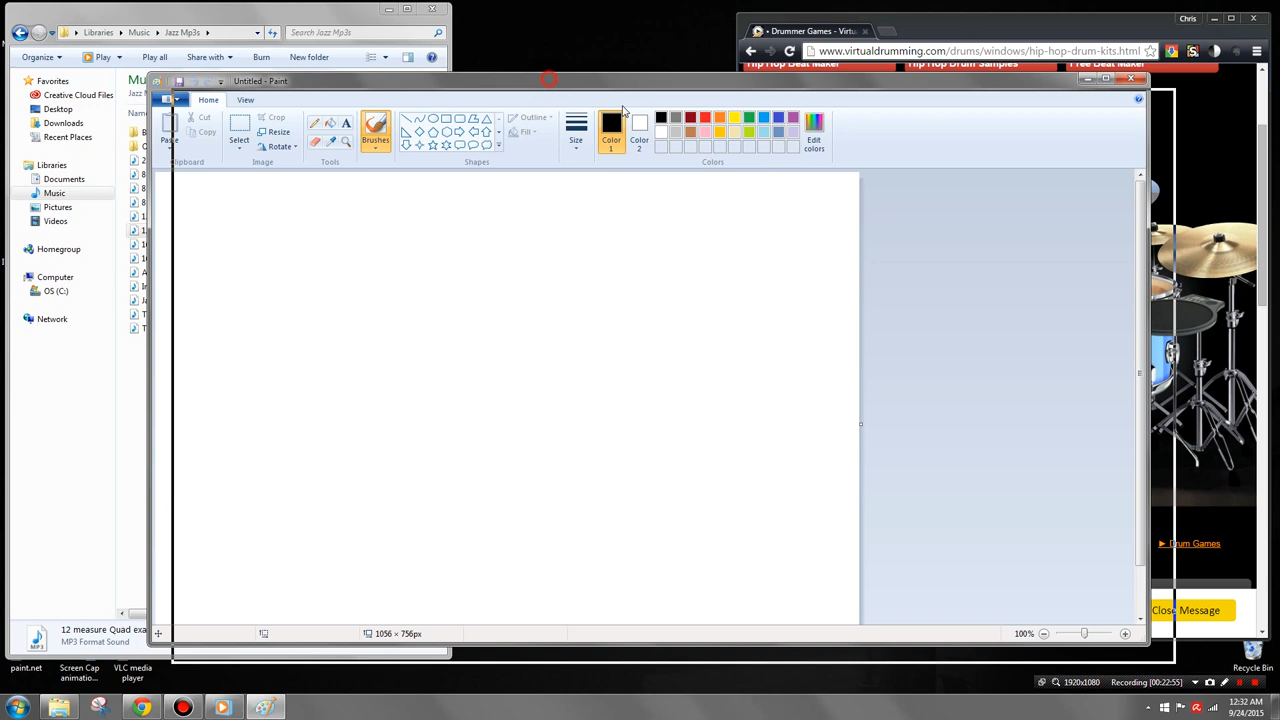 Libraries Music Jazz Mp3s
Search Jazz Mp3s
Organize Play Play all Share with Burn New folder
Favorites
Creative Cloud Files
Desktop
Downloads
Recent Places
Libraries
Documents
Music
Pictures
Videos
Homegroup
Computer
OS (C:)
Network
12 measure Quad exa
MP3 Format Sound
Untitled - Paint
Home View
Cut
Copy
Clipboard
Select
Crop
Resize
Rotate
Image
Tools
Brushes
Shapes
Outline
Fill
Size
Color 1
Color 2
Edit colors
Colors
1056 × 756px
100%
Chris
Drummer Games - Virtu
www.virtualdrumming.com/drums/windows/hip-hop-drum-kits.html
Hip Hop Beat Maker Hip Hop Drum Samples Free Beat Maker
► Drum Games
Close Message
paint.net
Screen Cap animatio...
VLC media player
Recycle Bin
1920x1080 Recording [00:22:55]
12:32 AM
9/24/2015